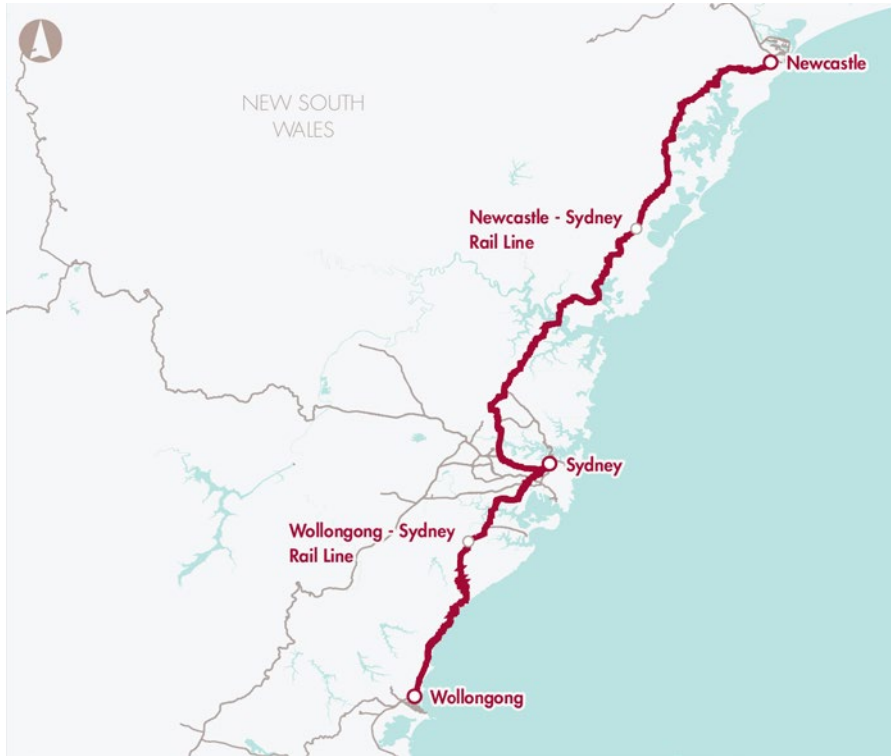 NEW SOUTH
WALES
Newcastle
Newcastle - Sydney
Rail Line
Sydney
Wollongong - Sydney
Rail Line
Wollongong